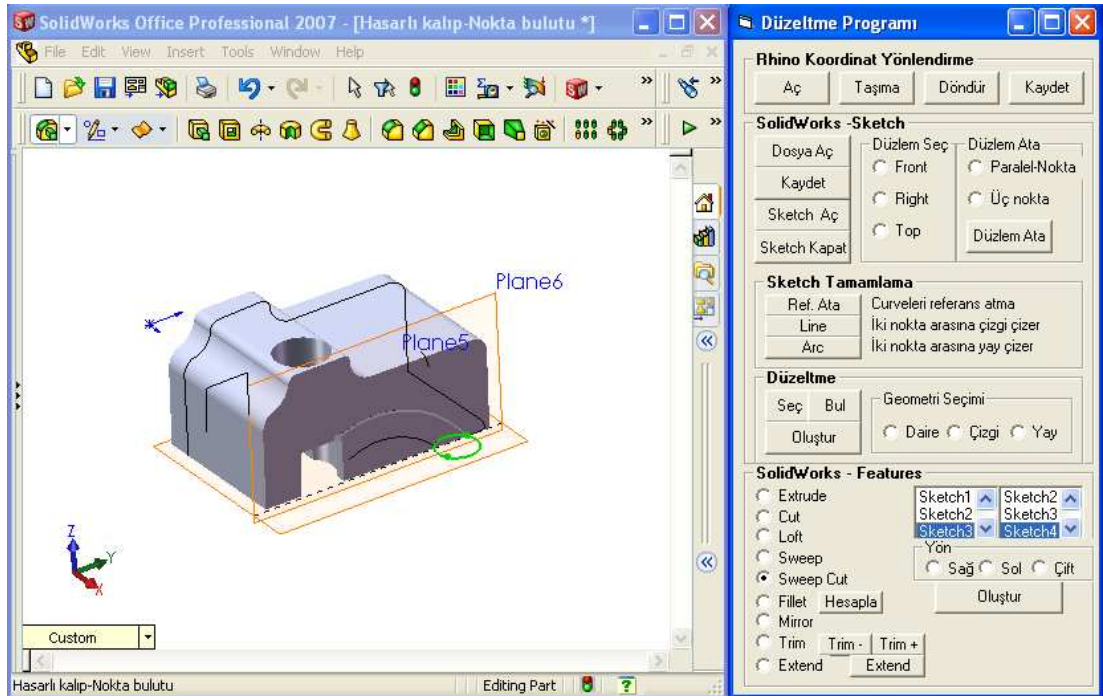 SolidWorks Office Professional 2007 - [Hasarlı kalıp-Nokta bulutu *]
File Edit View Insert Tools Window Help
Plane6
Plane5
Z
Y
X
Custom
Hasarlı kalıp-Nokta bulutu Editing Part
Düzeltme Programı
Rhino Koordinat Yönlendirme
Aç Taşıma Döndür Kaydet
SolidWorks -Sketch
Dosya Aç
Kaydet
Sketch Aç
Sketch Kapat
Düzlem Seç
Front
Right
Top
Düzlem Ata
Paralel-Nokta
Üç nokta
Düzlem Ata
Sketch Tamamlama
Ref. Ata Curveleri referans atma
Line İki nokta arasına çizgi çizer
Arc İki nokta arasına yay çizer
Düzeltme
Seç Bul
Oluştur
Geometri Seçimi
Daire Çizgi Yay
SolidWorks - Features
Extrude
Cut
Loft
Sweep
Sweep Cut
Fillet Hesapla
Mirror
Trim Trim - Trim +
Extend Extend
Sketch1
Sketch2
Sketch3
Sketch2
Sketch3
Sketch4
Yön
Sağ Sol Çift
Oluştur